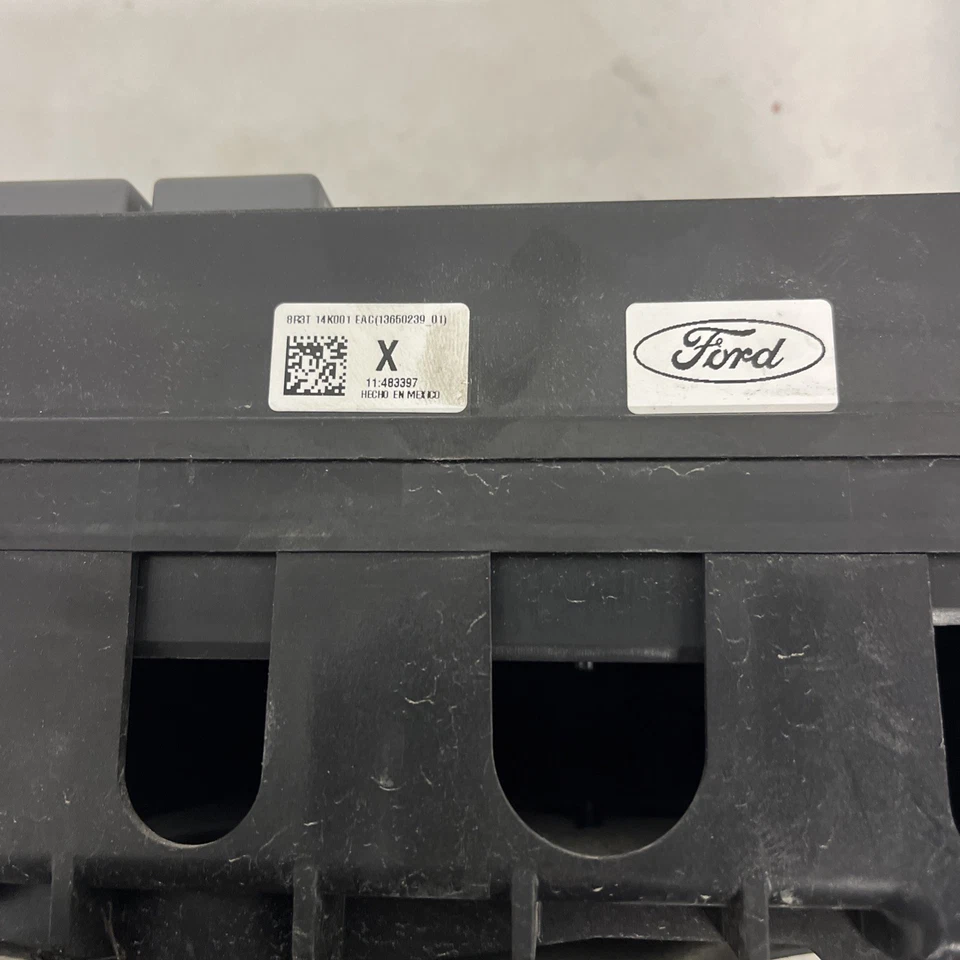 8R3T 14K001 EAC(13650239_01)
X
11:483397
HECHO EN MEXICO
Ford